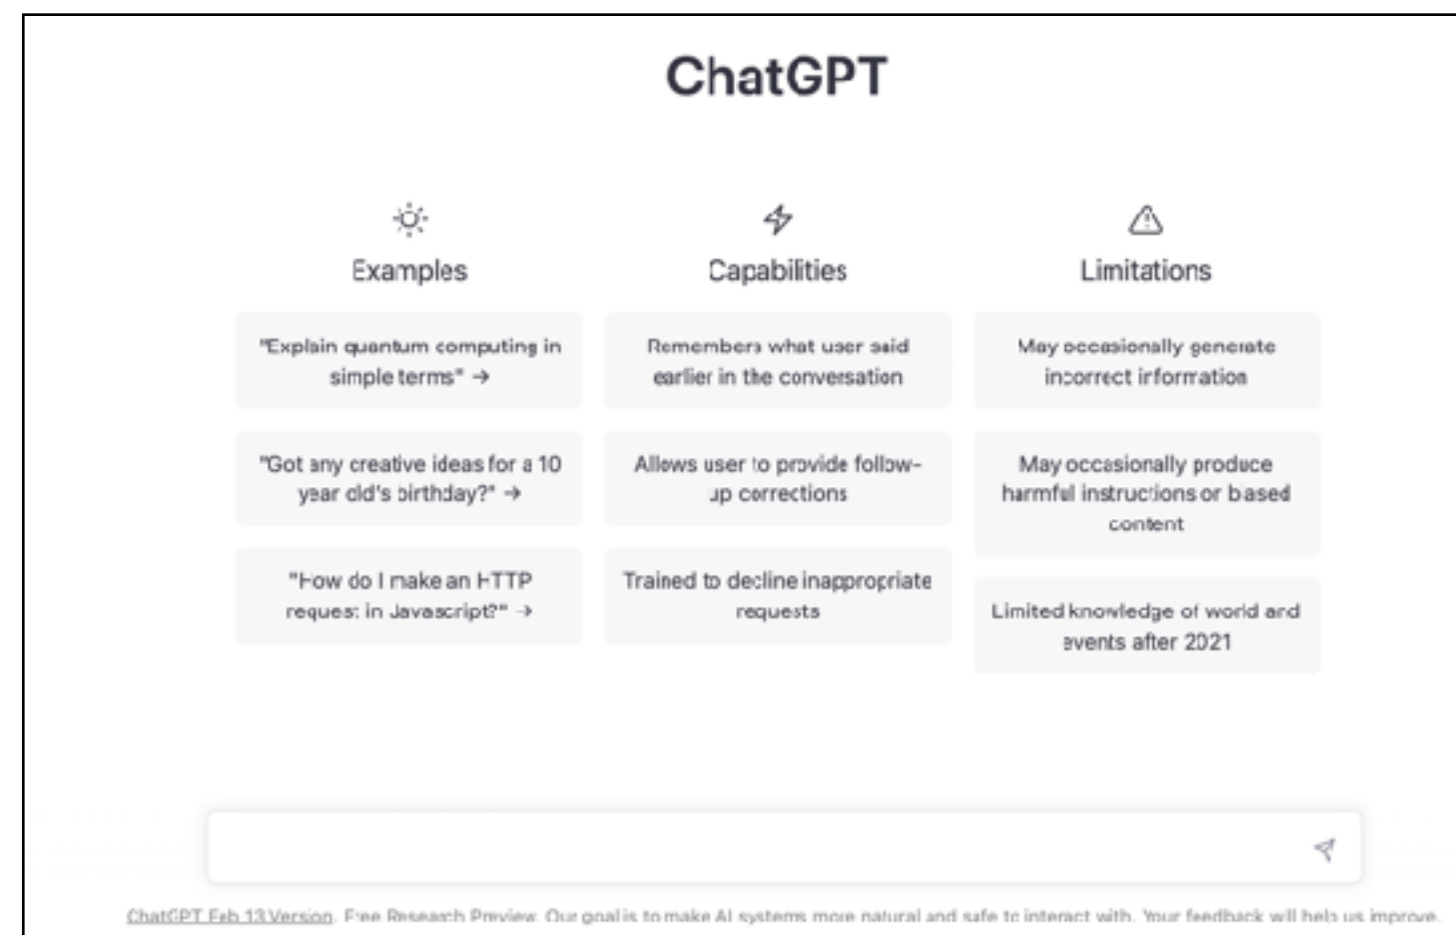 ChatGPT
Examples
"Explain quantum computing in
simple terms" →
"Got any creative ideas for a 10
year old's birthday?" →
"How do I make an HTTP
request in Javascript?" →
Capabilities
Remembers what user said
earlier in the conversation
Allows user to provide follow-
up corrections
Trained to decline inappropriate
requests
Limitations
May occasionally generate
incorrect information
May occasionally produce
harmful instructions or biased
content
Limited knowledge of world and
events after 2021
ChatGPT Feb 13 Version. Free Research Preview. Our goal is to make AI systems more natural and safe to interact with. Your feedback will help us improve.